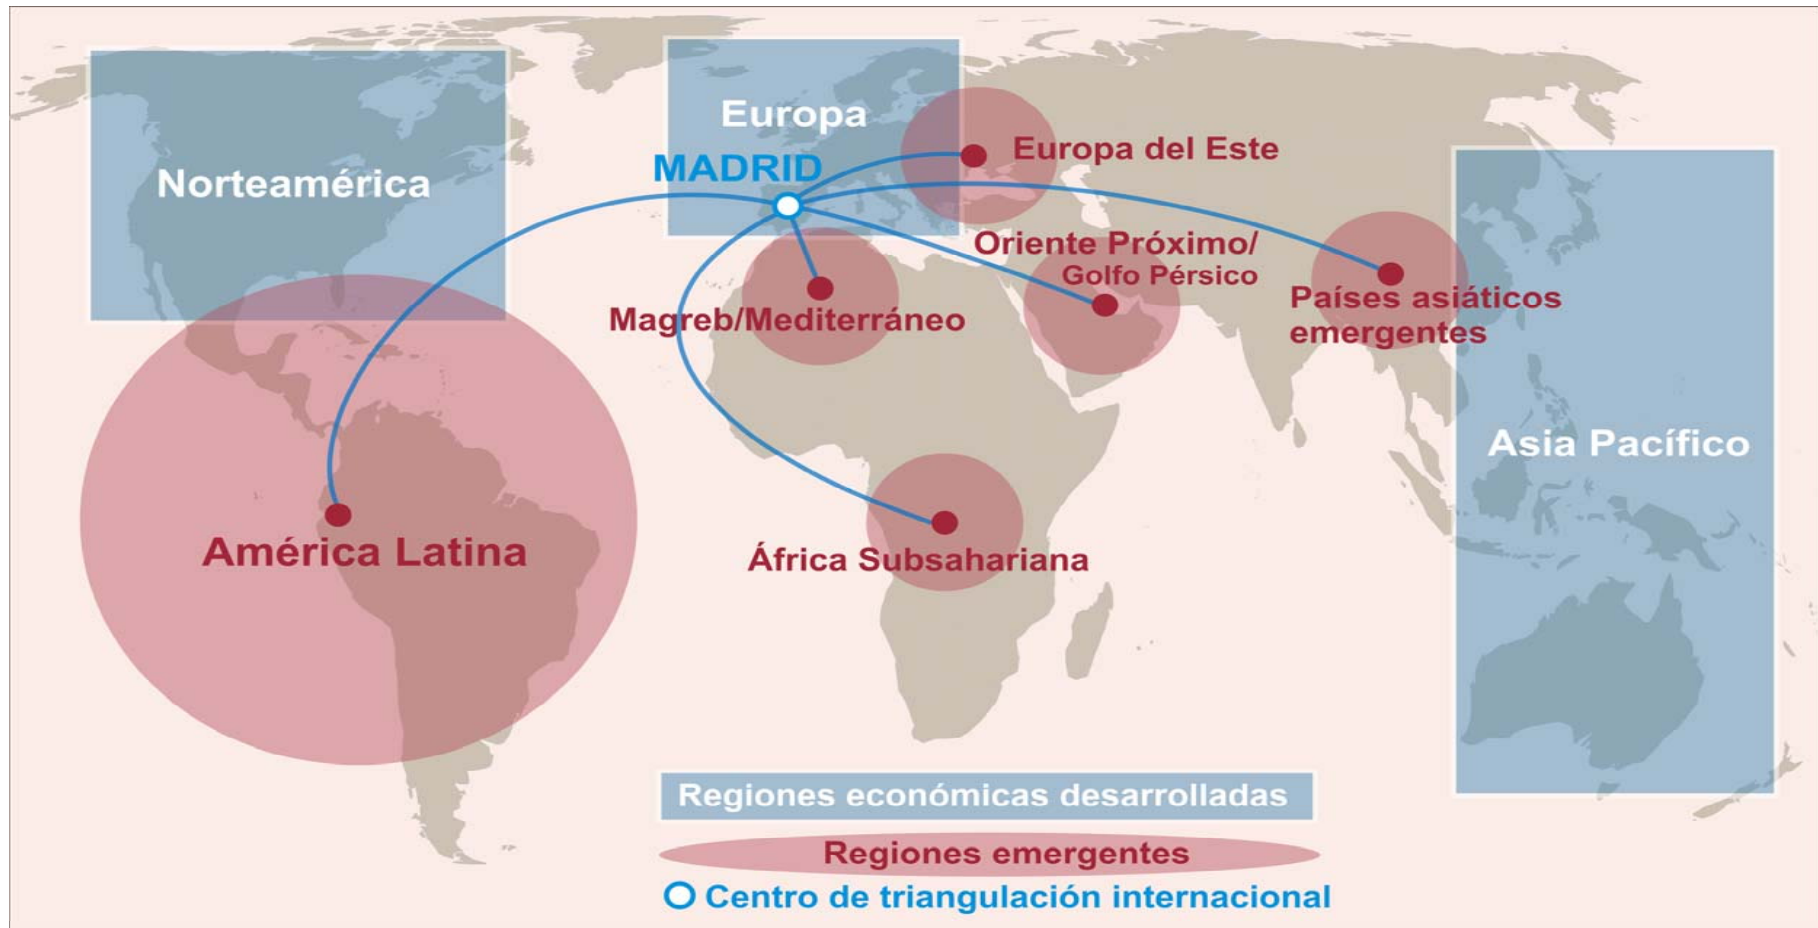 Norteamérica
Europa
MADRID
Europa del Este
Oriente Próximo/
Golfo Pérsico
Magreb/Mediterráneo
Países asiáticos
emergentes
Asia Pacífico
América Latina
África Subsahariana
Regiones económicas desarrolladas
Regiones emergentes
Centro de triangulación internacional